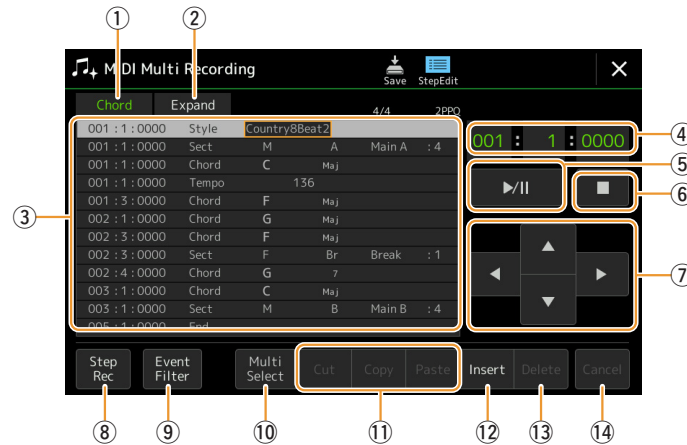 ① ②
MIDI Multi Recording Save StepEdit
Chord Expand 4/4 2PPQ
001 : 1 : 0000 Style Country8Beat2
001 : 1 : 0000 Sect M A Main A : 4
001 : 1 : 0000 Chord C Maj
001 : 1 : 0000 Tempo 136
001 : 3 : 0000 Chord F Maj
002 : 1 : 0000 Chord G Maj
002 : 3 : 0000 Chord F Maj
002 : 3 : 0000 Sect F Br Break : 1
002 : 4 : 0000 Chord G 7
003 : 1 : 0000 Chord C Maj
003 : 1 : 0000 Sect M B Main B : 4
005 : 1 : 0000 End
③
001 : 1 : 0000
④
⑤
⑥
⑦
Step Rec
Event Filter
Multi Select
Cut Copy Paste Insert Delete Cancel
⑧ ⑨ ⑩ ⑪ ⑫ ⑬ ⑭